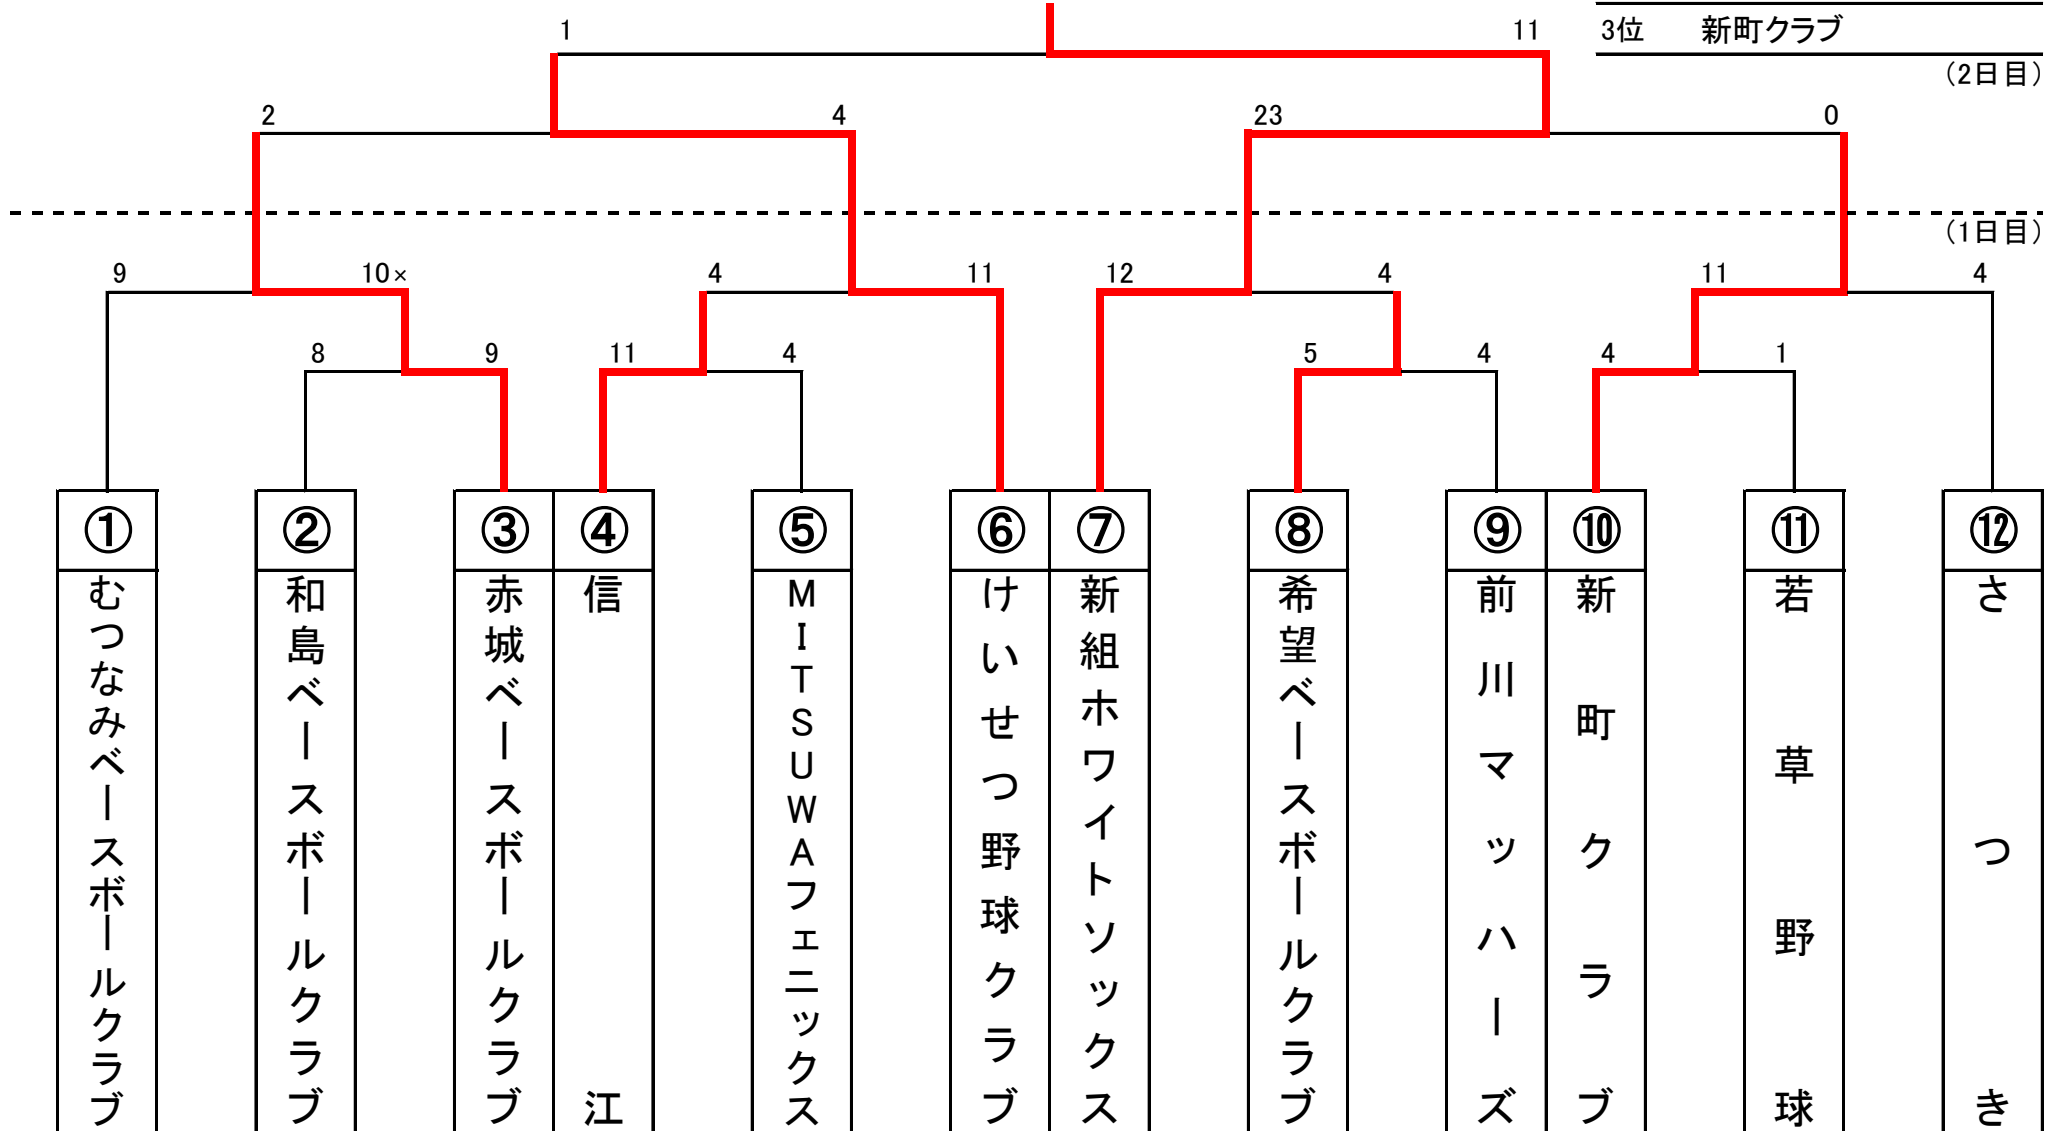 1
11
3位 新町クラブ
(2日目)
2
4
23
0
(1日目)
9
10×
4
11
12
4
11
4
8
9
11
4
5
4
4
1
①
②
③
④
⑤
⑥
⑦
⑧
⑨
⑩
⑪
⑫
むつなみベースボールクラブ
和島ベースボールクラブ
赤城ベースボールクラブ
信江
MITSUWAフェニックス
けいせつ野球クラブ
新組ホワイトソックス
希望ベースボールクラブ
前川マッハーズ
新町クラブ
若草野球
さつき